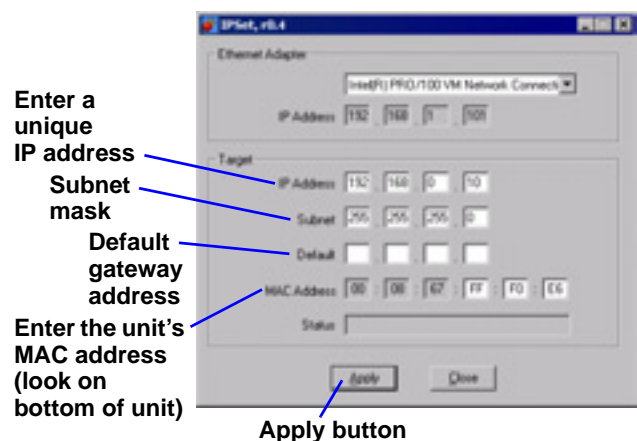 IPSet, r0.4
Ethernet Adapter
Intel(R) PRO/100 VM Network Connecti
IP Address 192 . 168 . 1 . 101
Enter a
unique
IP address
Subnet
mask
Default
gateway
address
Enter the unit's
MAC address
(look on
bottom of unit)
Target
IP Address 192 . 168 . 0 . 10
Subnet 255 . 255 . 255 . 0
Default . . .
MAC Address 00 : 08 : 67 : FF : F0 : E6
Status
Apply Close
Apply button